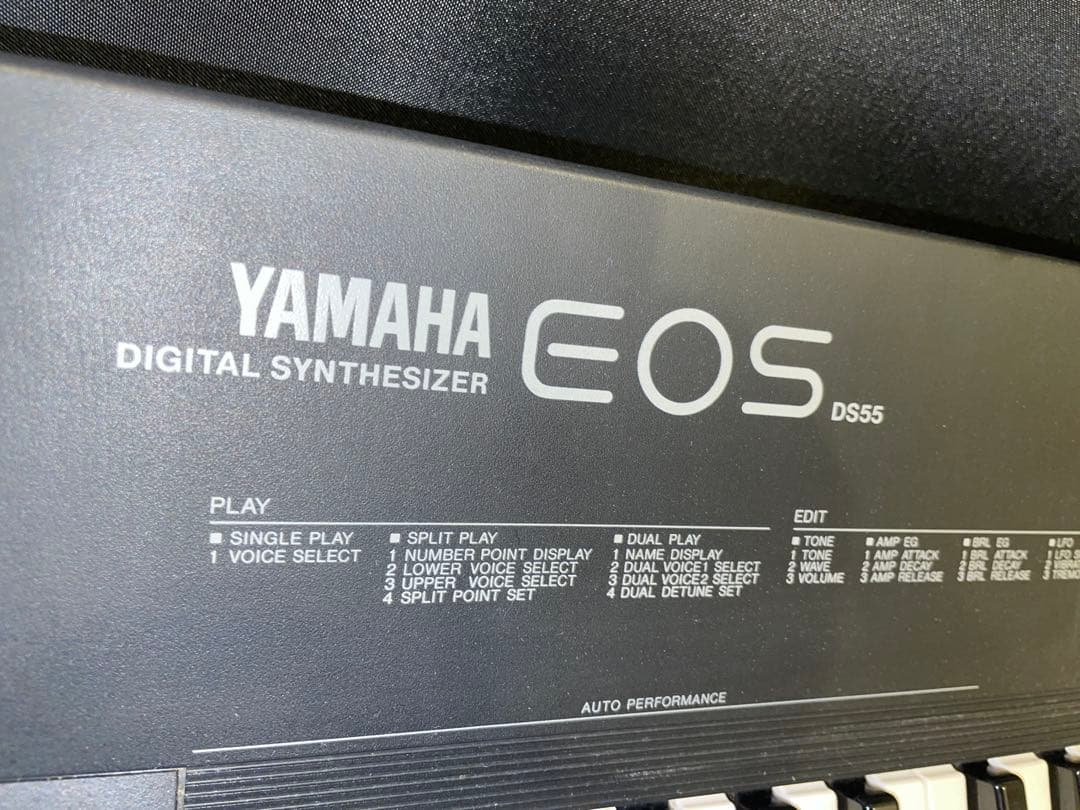 YAMAHA
DIGITAL SYNTHESIZER
EOS DS55
PLAY
■ SINGLE PLAY
1 VOICE SELECT
■ SPLIT PLAY
1 NUMBER POINT DISPLAY
2 LOWER VOICE SELECT
3 UPPER VOICE SELECT
4 SPLIT POINT SET
■ DUAL PLAY
1 NAME DISPLAY
2 DUAL VOICE1 SELECT
3 DUAL VOICE2 SELECT
4 DUAL DETUNE SET
EDIT
■ TONE
1 TONE
2 WAVE
3 VOLUME
■ AMP EG
1 AMP ATTACK
2 AMP DECAY
3 AMP RELEASE
■ BRL EG
1 BRL ATTACK
2 BRL DECAY
3 BRL RELEASE
■ LFO
1 LFO
2
3
AUTO PERFORMANCE